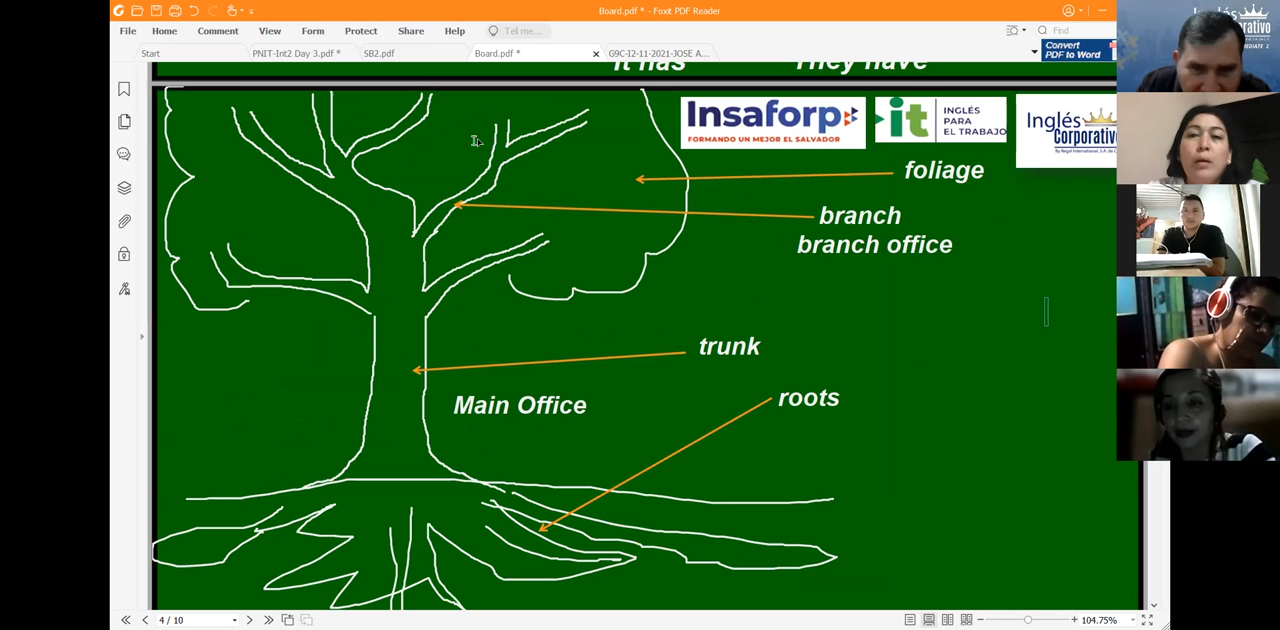 Board.pdf * - Foxit PDF Reader
File Home Comment View Form Protect Share Help Tell me... Find
Start PNIT-Int2 Day 3.pdf * SB2.pdf Board.pdf * G9C-I2-11-2021-JOSE A...
Convert
PDF to Word
It has They have
Insaforp
FORMANDO UN MEJOR EL SALVADOR
it
INGLÉS
PARA
EL TRABAJO
Inglés
Corporativo
foliage
branch
branch office
trunk
Main Office
roots
4 / 10
104.75%